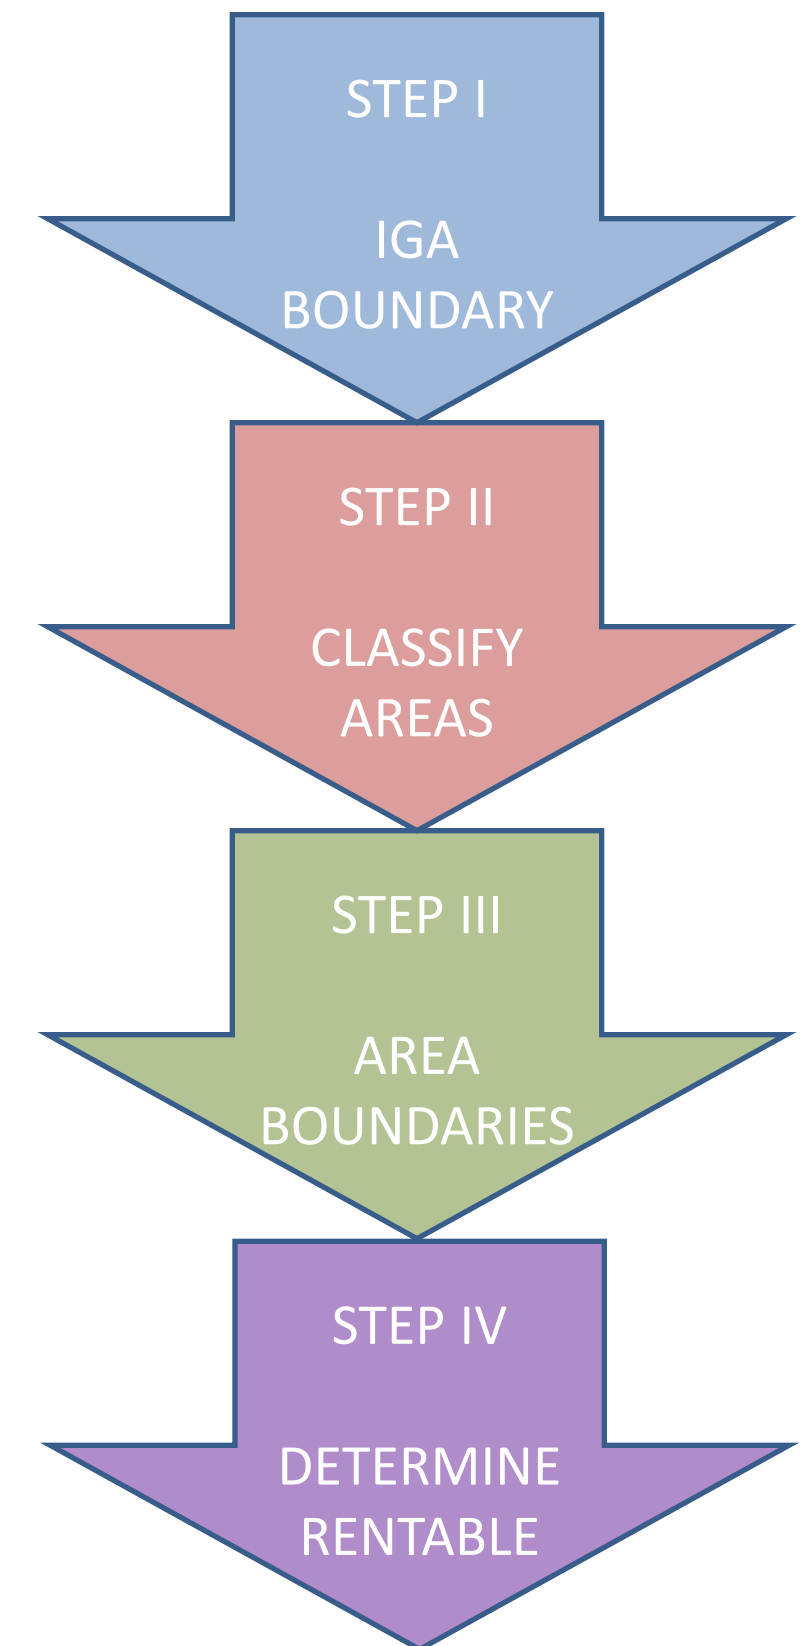 STEP I
IGA
BOUNDARY
STEP II
CLASSIFY
AREAS
STEP III
AREA
BOUNDARIES
STEP IV
DETERMINE
RENTABLE